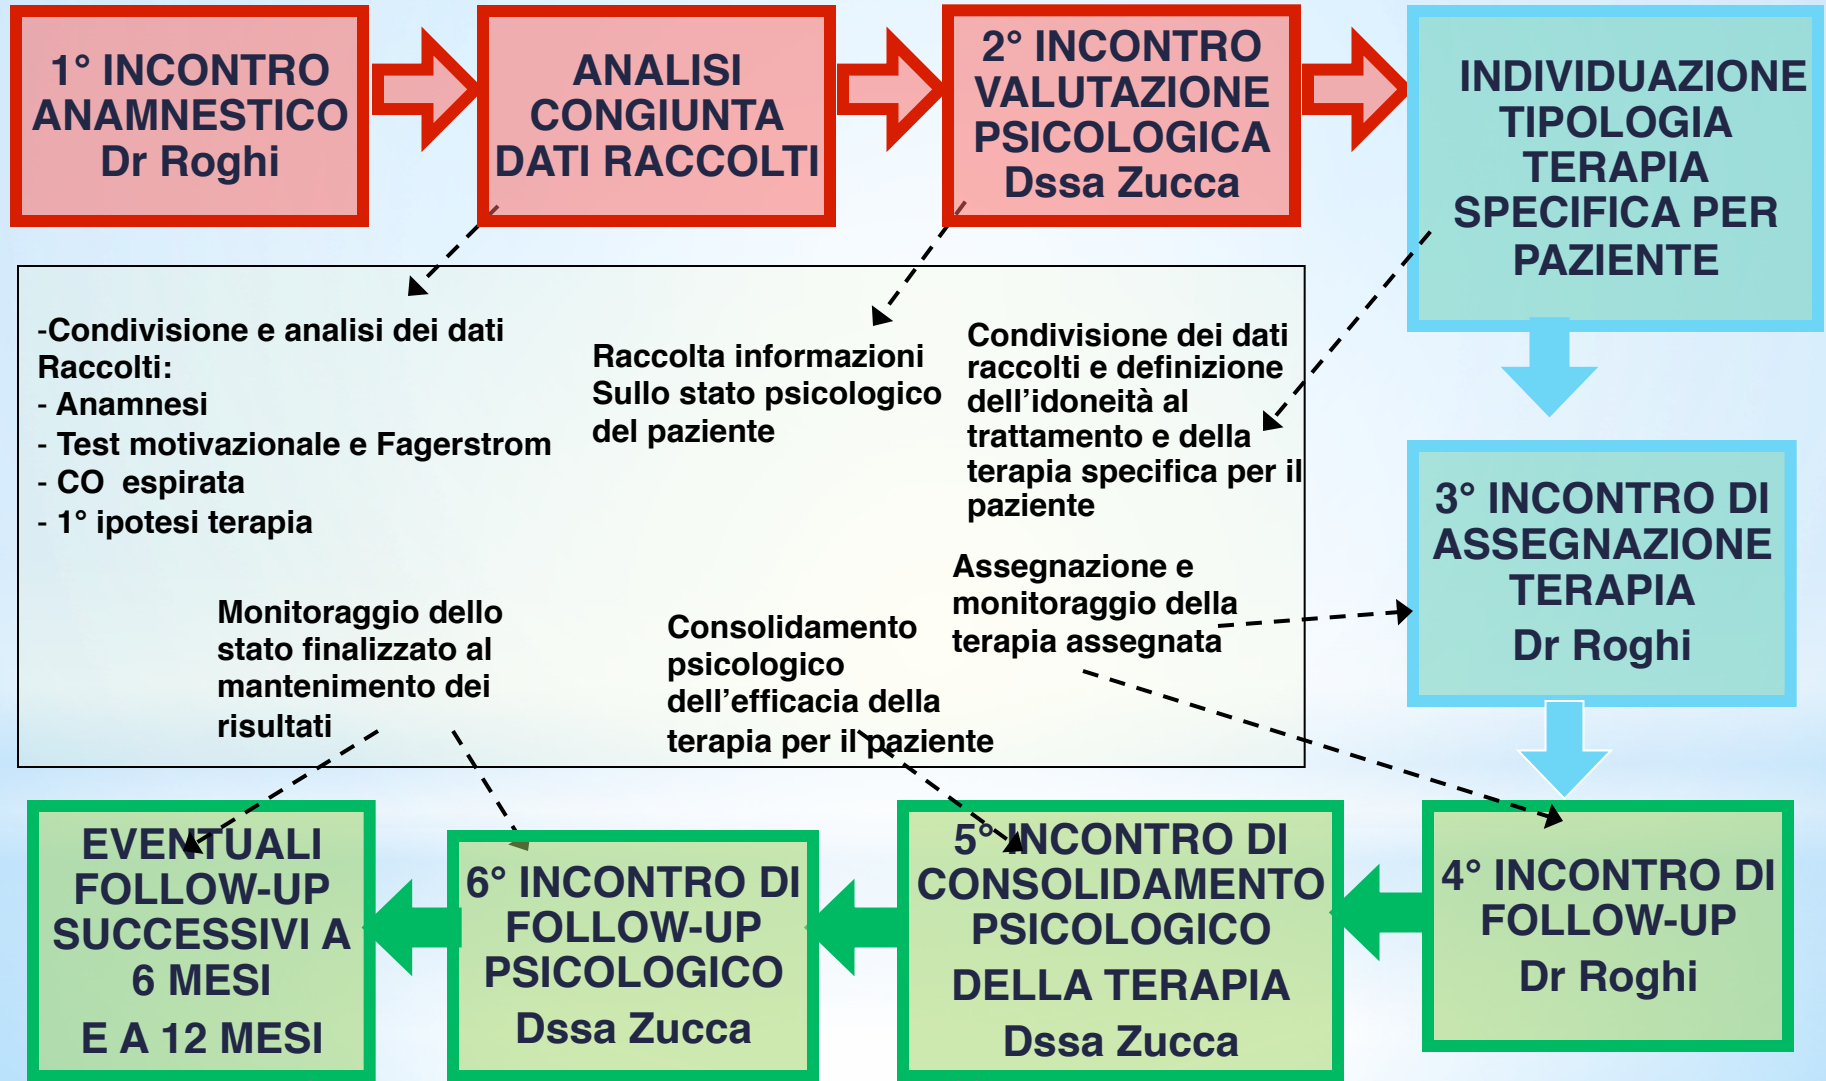 1° INCONTRO
ANAMNESTICO
Dr Roghi
ANALISI
CONGIUNTA
DATI RACCOLTI
2° INCONTRO
VALUTAZIONE
PSICOLOGICA
Dssa Zucca
INDIVIDUAZIONE
TIPOLOGIA
TERAPIA
SPECIFICA PER
PAZIENTE
-Condivisione e analisi dei dati
Raccolti:
- Anamnesi
- Test motivazionale e Fagerstrom
- CO espirata
- 1° ipotesi terapia
Raccolta informazioni
Sullo stato psicologico
del paziente
Condivisione dei dati
raccolti e definizione
dell'idoneità al
trattamento e della
terapia specifica per il
paziente
Assegnazione e
monitoraggio della
terapia assegnata
Monitoraggio dello
stato finalizzato al
mantenimento dei
risultati
Consolidamento
psicologico
dell'efficacia della
terapia per il paziente
3° INCONTRO DI
ASSEGNAZIONE
TERAPIA
Dr Roghi
EVENTUALI
FOLLOW-UP
SUCCESSIVI A
6 MESI
E A 12 MESI
6° INCONTRO DI
FOLLOW-UP
PSICOLOGICO
Dssa Zucca
5° INCONTRO DI
CONSOLIDAMENTO
PSICOLOGICO
DELLA TERAPIA
Dssa Zucca
4° INCONTRO DI
FOLLOW-UP
Dr Roghi